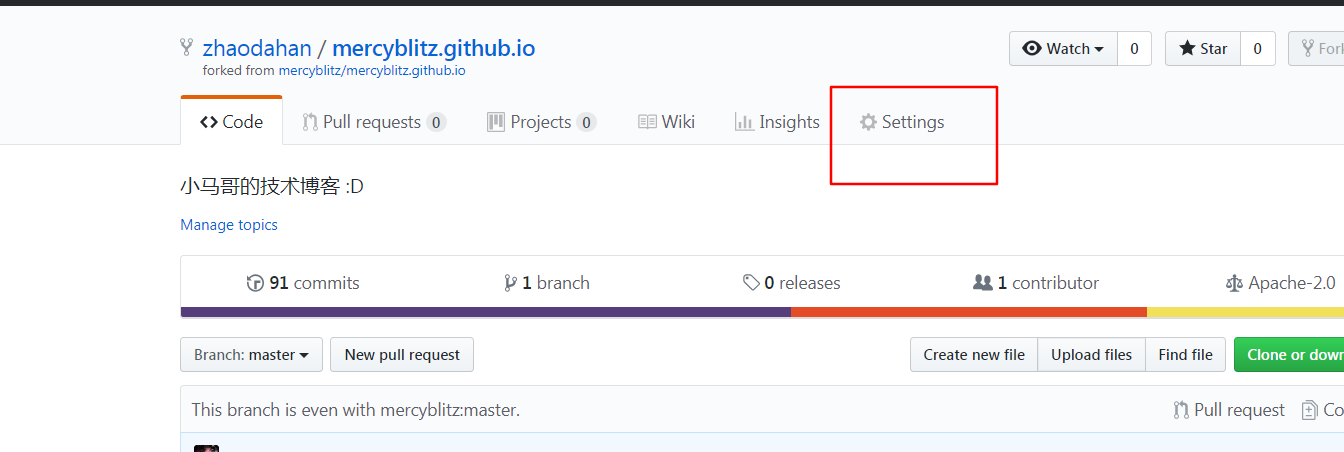 zhaodahan / mercyblitz.github.io
Watch 0 Star 0
forked from mercyblitz/mercyblitz.github.io
Code Pull requests 0 Projects 0 Wiki Insights Settings
小马哥的技术博客 :D
Manage topics
91 commits 1 branch 0 releases 1 contributor Apache-2.0
Branch: master New pull request Create new file Upload files Find file Clone or down
This branch is even with mercyblitz:master. Pull request